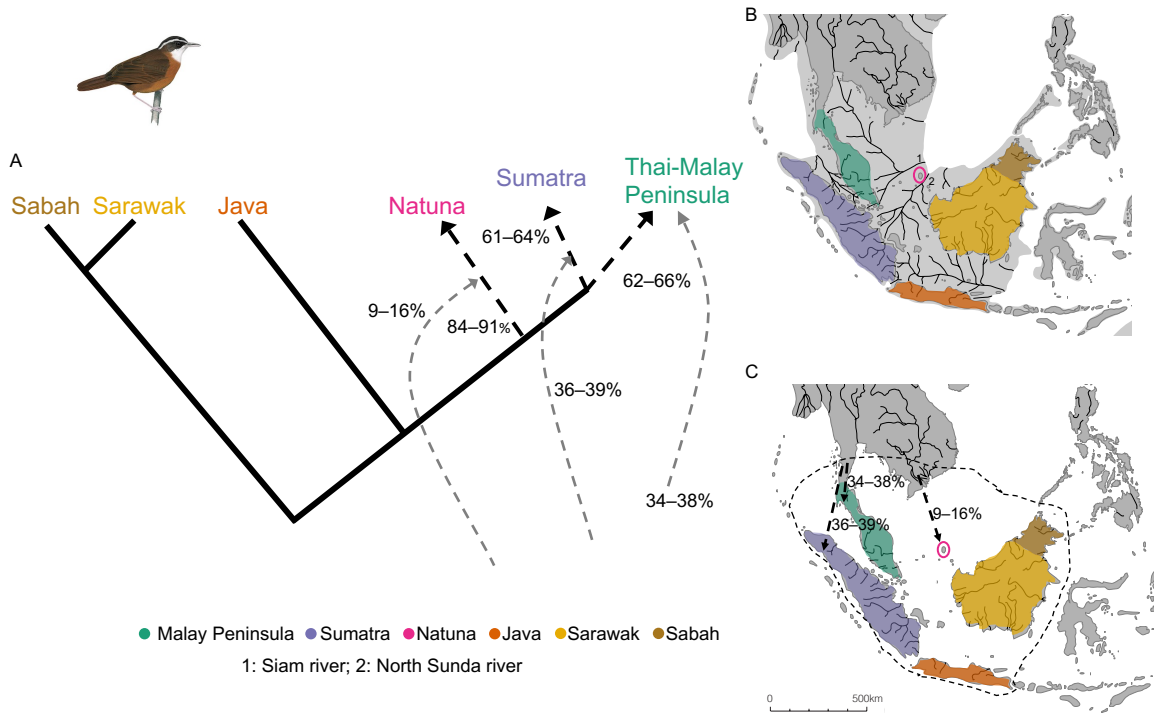 A
Sabah
Sarawak
Java
Natuna
Sumatra
Thai-Malay
Peninsula
61–64%
62–66%
9–16%
84–91%
36–39%
34–38%
B
1
2
C
34–38%
36–39%
9–16%
0
500km
Malay Peninsula
Sumatra
Natuna
Java
Sarawak
Sabah
1: Siam river; 2: North Sunda river